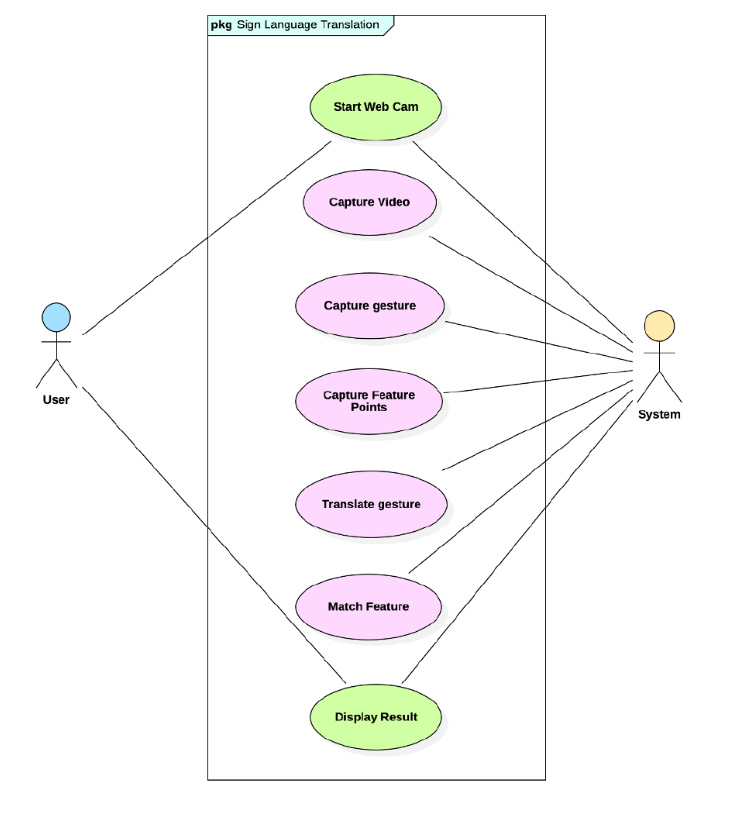 pkg Sign Language Translation
Start Web Cam
Capture Video
Capture gesture
Capture Feature
Points
Translate gesture
Match Feature
Display Result
User
System